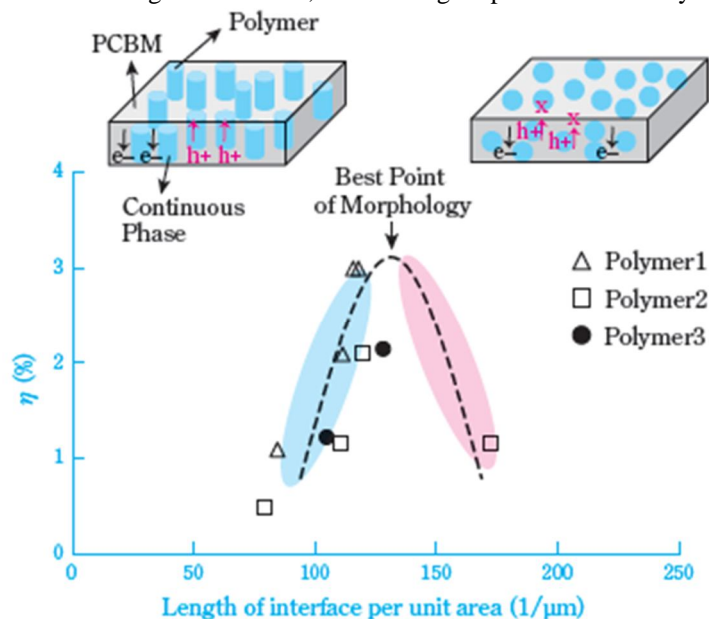 Polymer
PCBM
e– e– h+ h+
Continuous
Phase
x x
e– h+ h+ e–
Best Point
of Morphology
Polymer1
Polymer2
Polymer3
η (%)
4
3
2
1
0
0 50 100 150 200 250
Length of interface per unit area (1/µm)